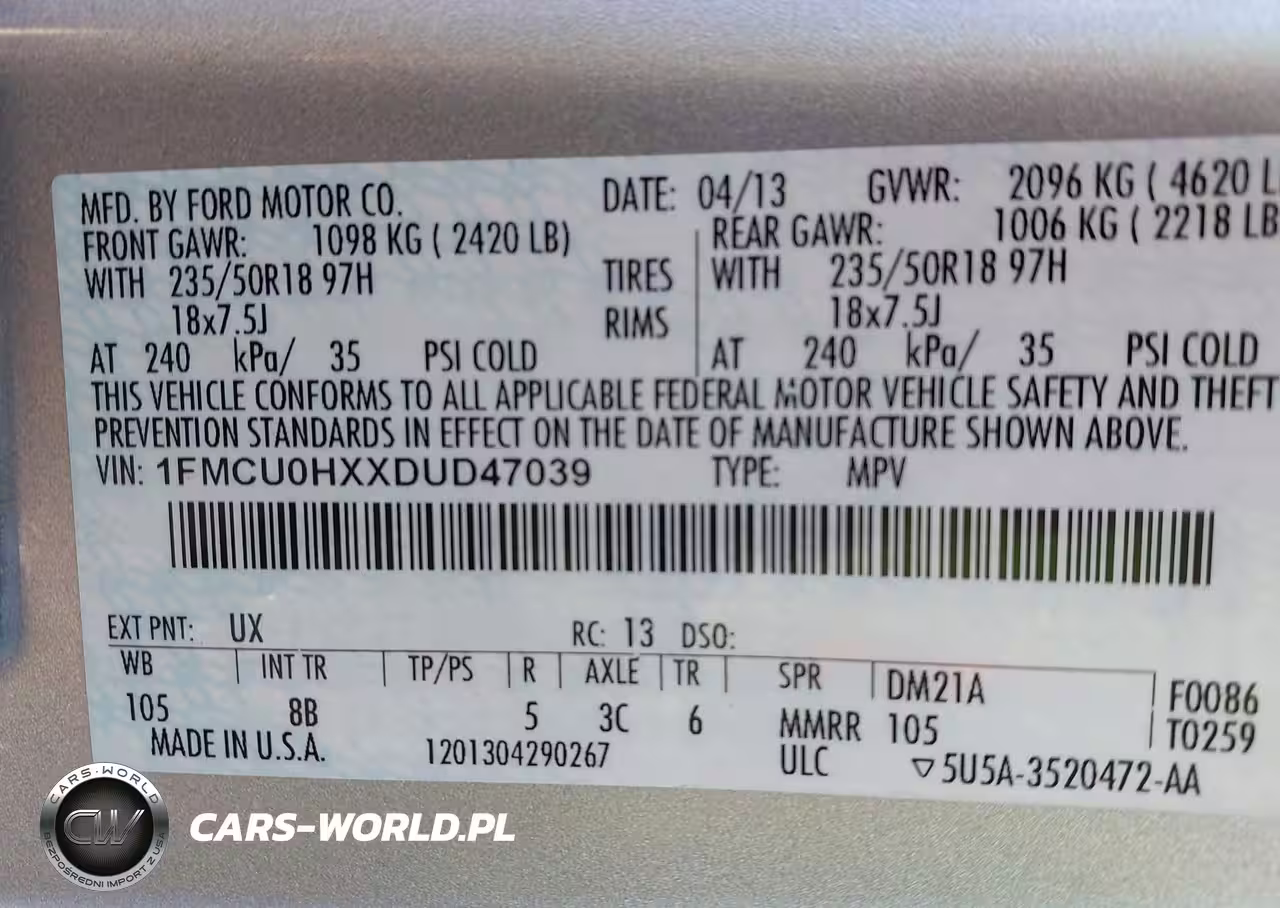 MFD. BY FORD MOTOR CO. DATE: 04/13 GVWR: 2096 KG ( 4620 L
FRONT GAWR: 1098 KG ( 2420 LB) REAR GAWR: 1006 KG ( 2218 LB
WITH 235/50R18 97H TIRES WITH 235/50R18 97H
18x7.5J RIMS 18x7.5J
AT 240 kPa/ 35 PSI COLD AT 240 kPa/ 35 PSI COLD
THIS VEHICLE CONFORMS TO ALL APPLICABLE FEDERAL MOTOR VEHICLE SAFETY AND THEFT
PREVENTION STANDARDS IN EFFECT ON THE DATE OF MANUFACTURE SHOWN ABOVE.
VIN: 1FMCU0HXXDUD47039 TYPE: MPV
EXT PNT: UX RC: 13 DSO:
WB INT TR TP/PS R AXLE TR SPR DM21A F0086
105 8B 5 3C 6 MMRR 105 T0259
MADE IN U.S.A. 1201304290267 ULC ▽5U5A-3520472-AA
CARS-WORLD
CW
BEZPOŚREDNI IMPORT Z USA
CARS-WORLD.PL